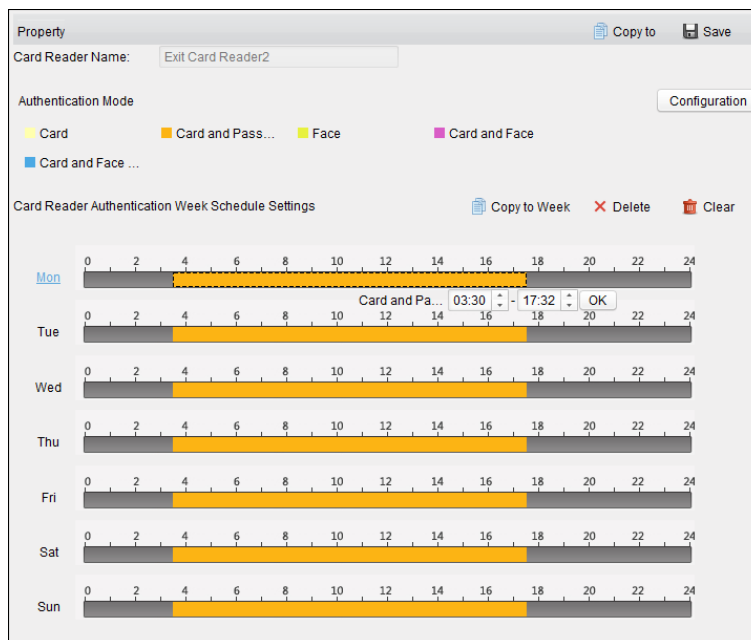 Property Copy to Save
Card Reader Name: Exit Card Reader2
Authentication Mode Configuration
Card Card and Pass... Face Card and Face
Card and Face ...
Card Reader Authentication Week Schedule Settings Copy to Week Delete Clear
0 2 4 6 8 10 12 14 16 18 20 22 24
Mon
Card and Pa... 03:30 - 17:32 OK
0 2 4 6 8 10 12 14 16 18 20 22 24
Tue
0 2 4 6 8 10 12 14 16 18 20 22 24
Wed
0 2 4 6 8 10 12 14 16 18 20 22 24
Thu
0 2 4 6 8 10 12 14 16 18 20 22 24
Fri
0 2 4 6 8 10 12 14 16 18 20 22 24
Sat
0 2 4 6 8 10 12 14 16 18 20 22 24
Sun